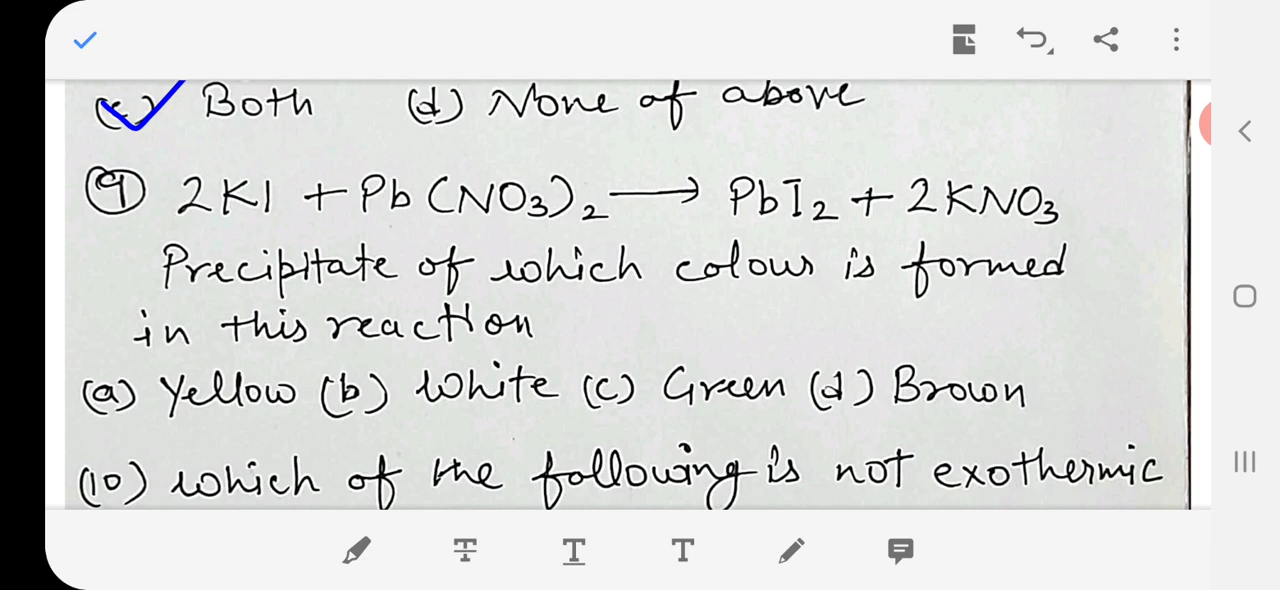 (c) Both (d) None of above
(9) 2KI + Pb(NO₃)₂ ⟶ PbI₂ + 2KNO₃
Precipitate of which colour is formed
in this reaction
(a) Yellow (b) White (c) Green (d) Brown
(10) which of the following is not exothermic